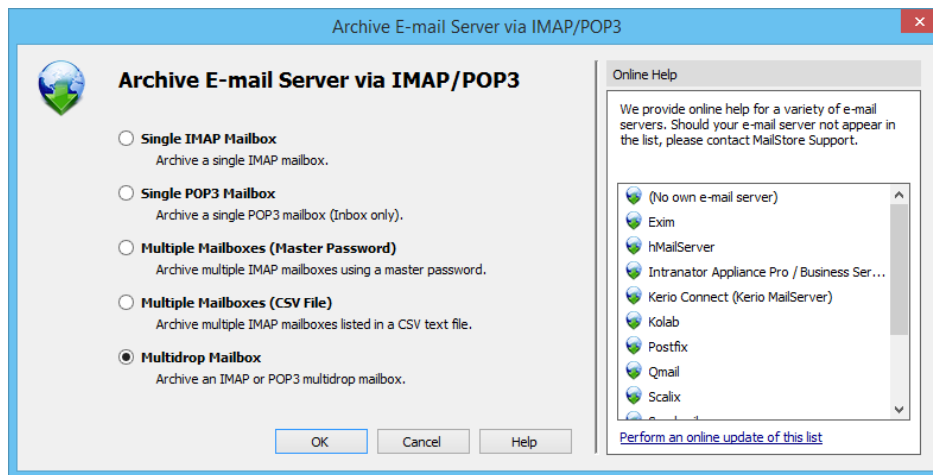 Archive E-mail Server via IMAP/POP3
Archive E-mail Server via IMAP/POP3
Single IMAP Mailbox
Archive a single IMAP mailbox.
Single POP3 Mailbox
Archive a single POP3 mailbox (Inbox only).
Multiple Mailboxes (Master Password)
Archive multiple IMAP mailboxes using a master password.
Multiple Mailboxes (CSV File)
Archive multiple IMAP mailboxes listed in a CSV text file.
Multidrop Mailbox
Archive an IMAP or POP3 multidrop mailbox.
OK Cancel Help
Online Help
We provide online help for a variety of e-mail
servers. Should your e-mail server not appear in
the list, please contact MailStore Support.
(No own e-mail server)
Exim
hMailServer
Intranator Appliance Pro / Business Ser...
Kerio Connect (Kerio MailServer)
Kolab
Postfix
Qmail
Scalix
Perform an online update of this list